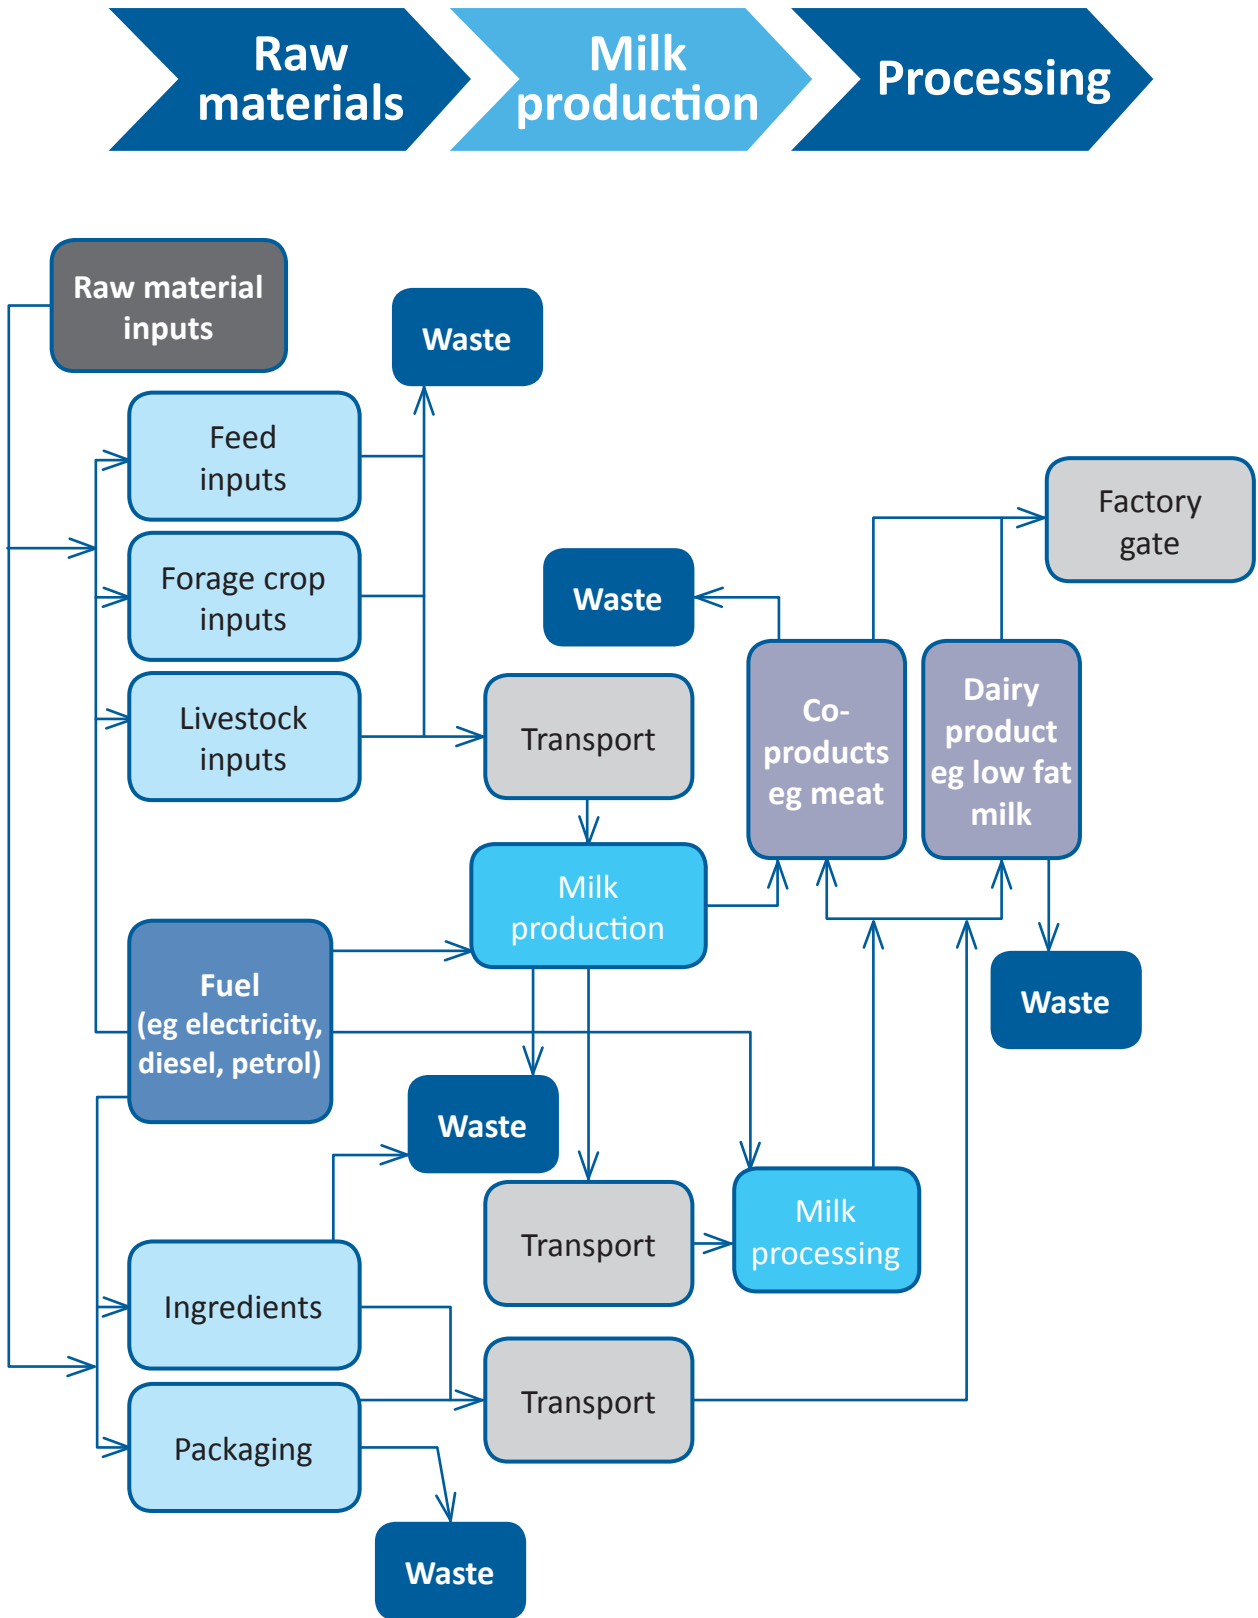 Raw
materials
Milk
production
Processing
Raw material
inputs
Waste
Feed
inputs
Factory
gate
Forage crop
inputs
Waste
Livestock
inputs
Transport
Co-
products
eg meat
Dairy
product
eg low fat
milk
Milk
production
Fuel
(eg electricity,
diesel, petrol)
Waste
Waste
Transport
Milk
processing
Ingredients
Transport
Packaging
Waste